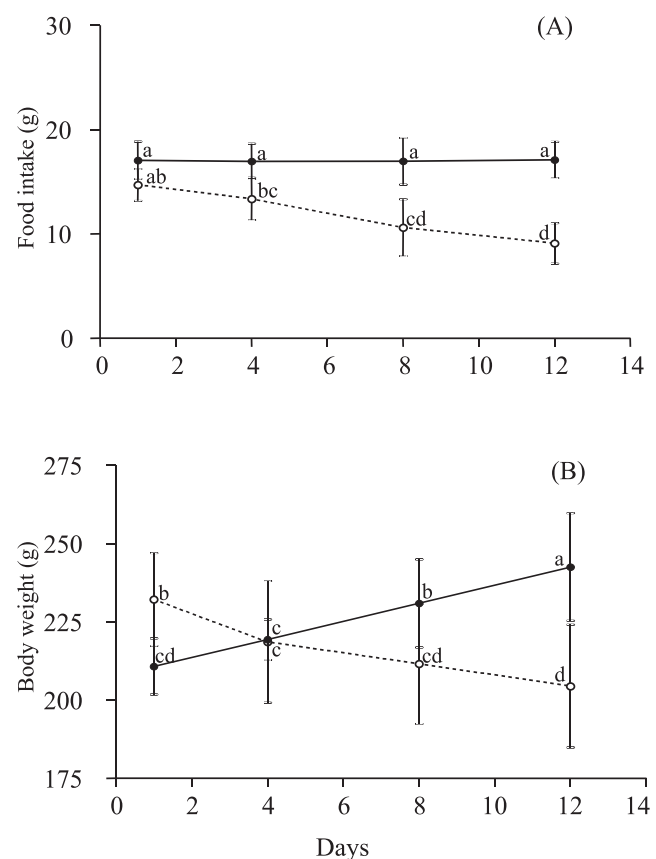 (A)
30
20
10
0
Food intake (g)
a
a
a
a
ab
bc
cd
d
0 2 4 6 8 10 12 14
(B)
275
250
225
200
175
Body weight (g)
a
b
b
c
c
cd
cd
d
0 2 4 6 8 10 12 14
Days